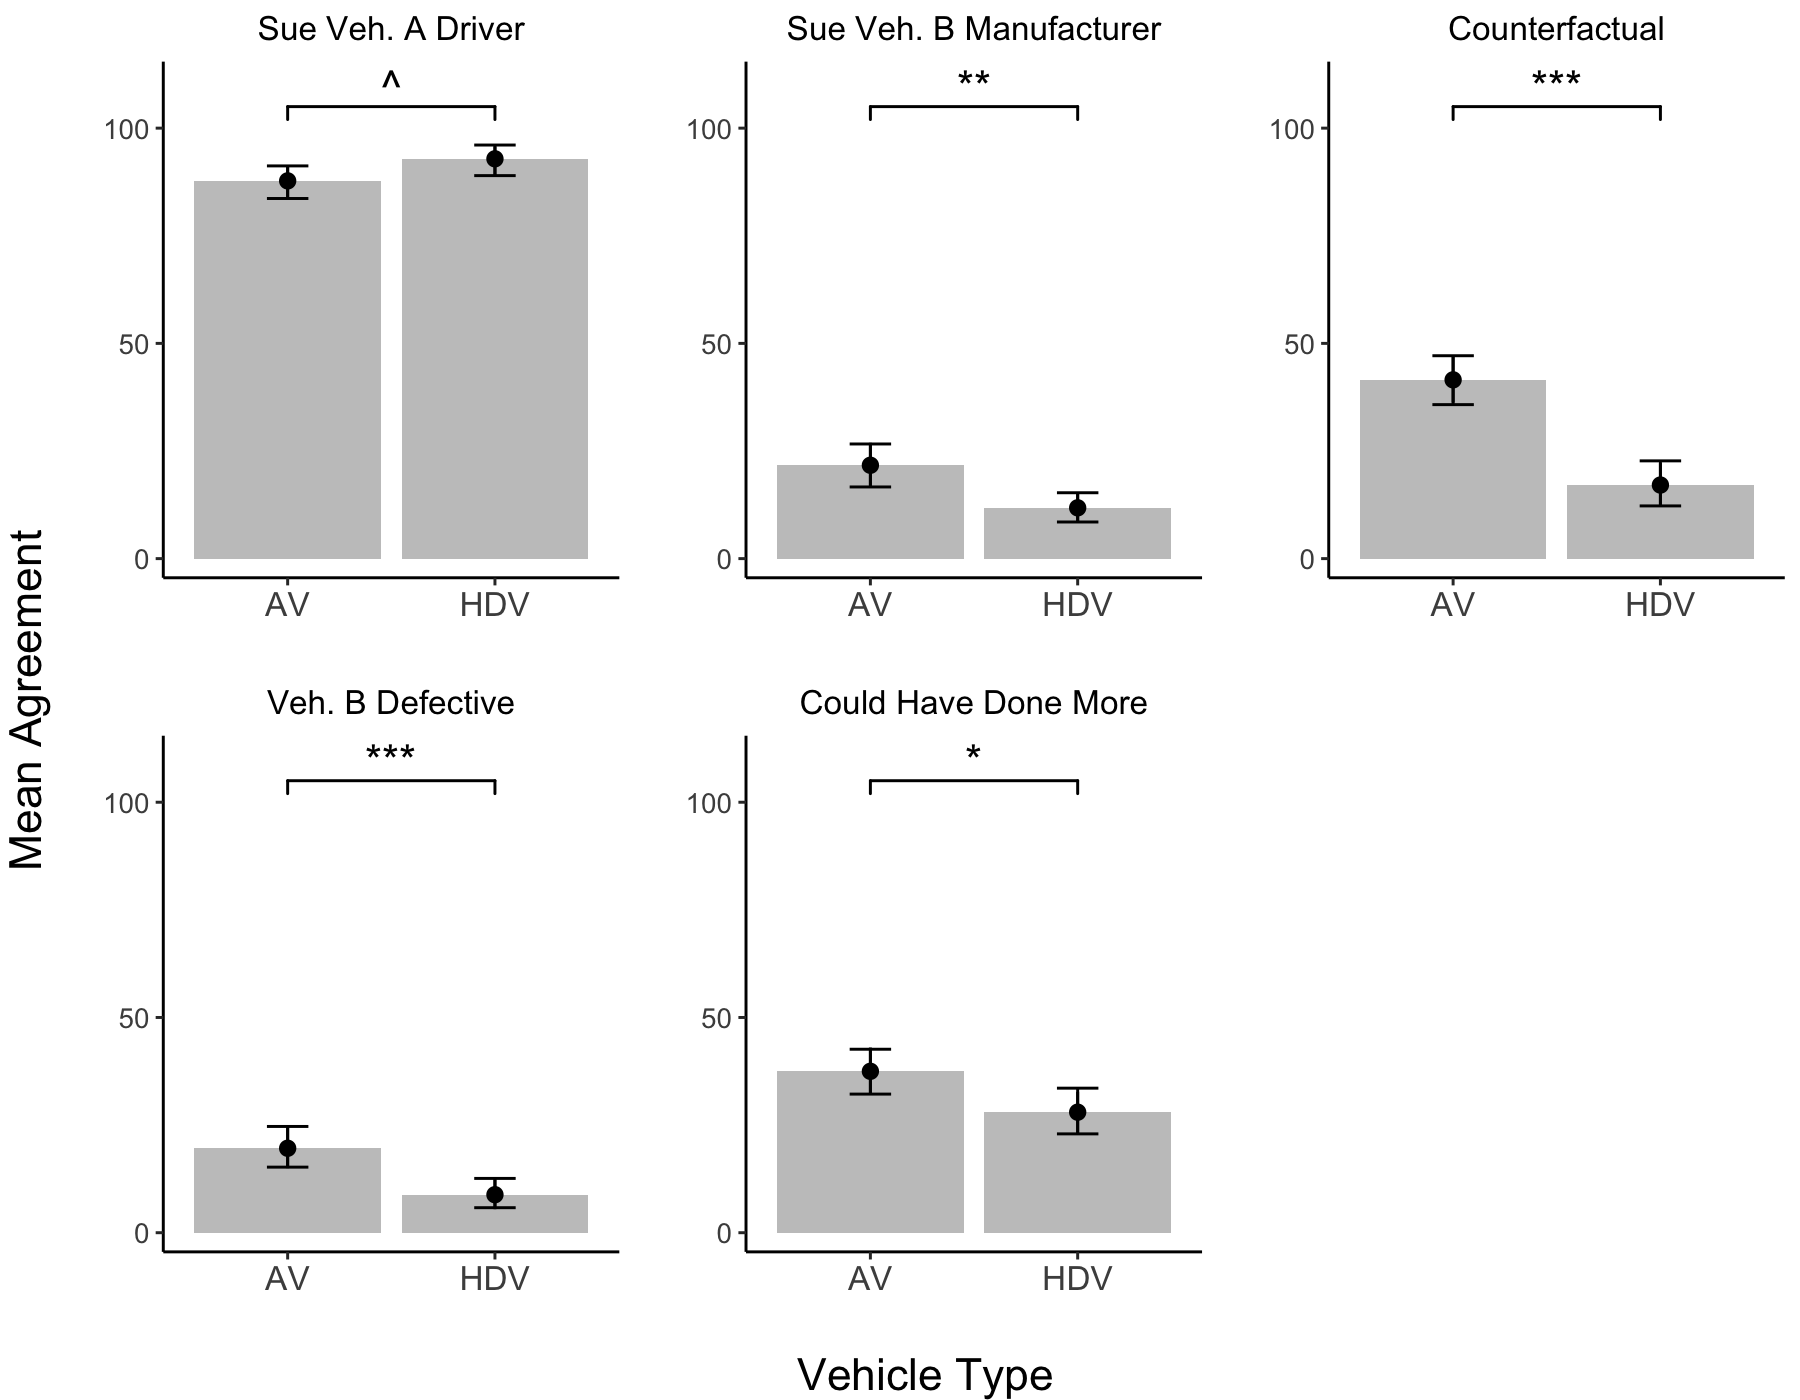 Sue Veh. A Driver
^
100
50
0
AV HDV
Sue Veh. B Manufacturer
**
100
50
0
AV HDV
Counterfactual
***
100
50
0
AV HDV
Veh. B Defective
***
100
50
0
AV HDV
Could Have Done More
*
100
50
0
AV HDV
Mean Agreement
Vehicle Type